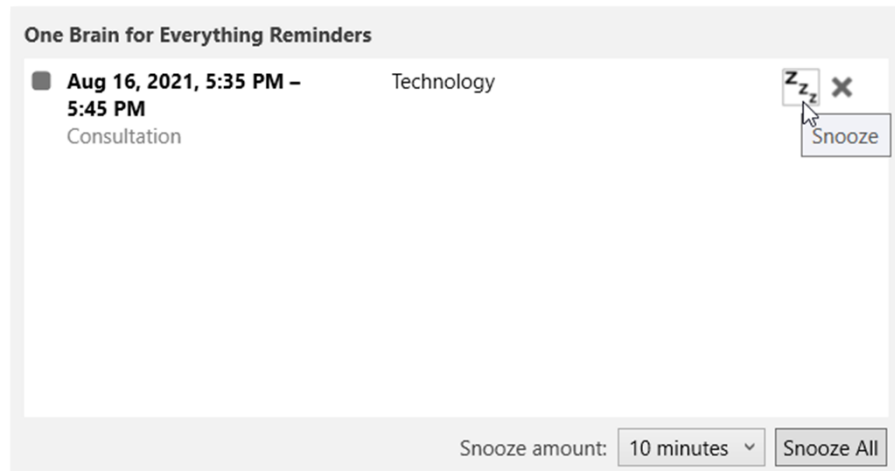 One Brain for Everything Reminders
Aug 16, 2021, 5:35 PM – Technology
5:45 PM
Consultation
zzz
Snooze
Snooze amount: 10 minutes Snooze All